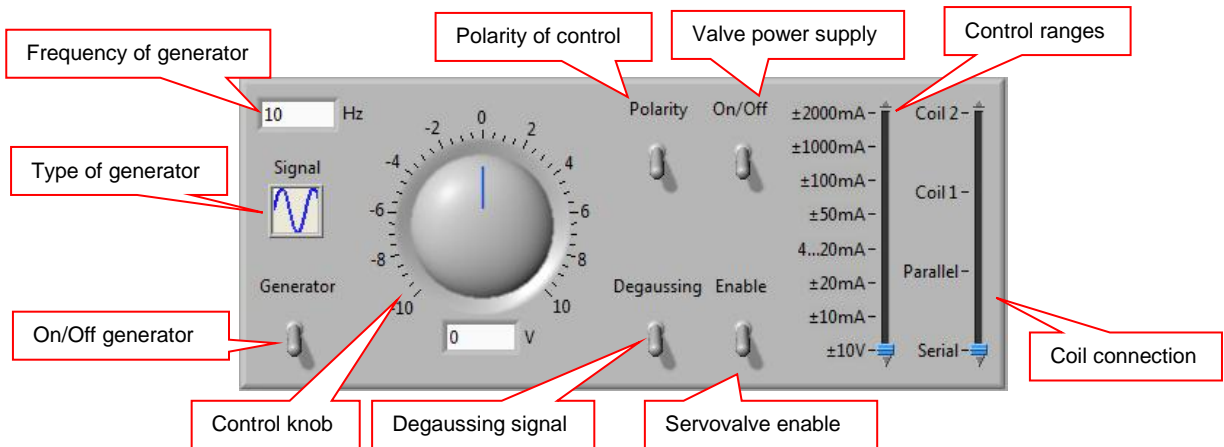 Frequency of generator
Polarity of control
Valve power supply
Control ranges
10 Hz
Polarity
On/Off
Type of generator
Signal
Generator
On/Off generator
-10
-8
-6
-4
-2
0
2
4
6
8
10
0 V
Degaussing
Enable
±2000mA
±1000mA
±100mA
±50mA
4...20mA
±20mA
±10mA
±10V
Coil 2
Coil 1
Parallel
Serial
Coil connection
Control knob
Degaussing signal
Servovalve enable